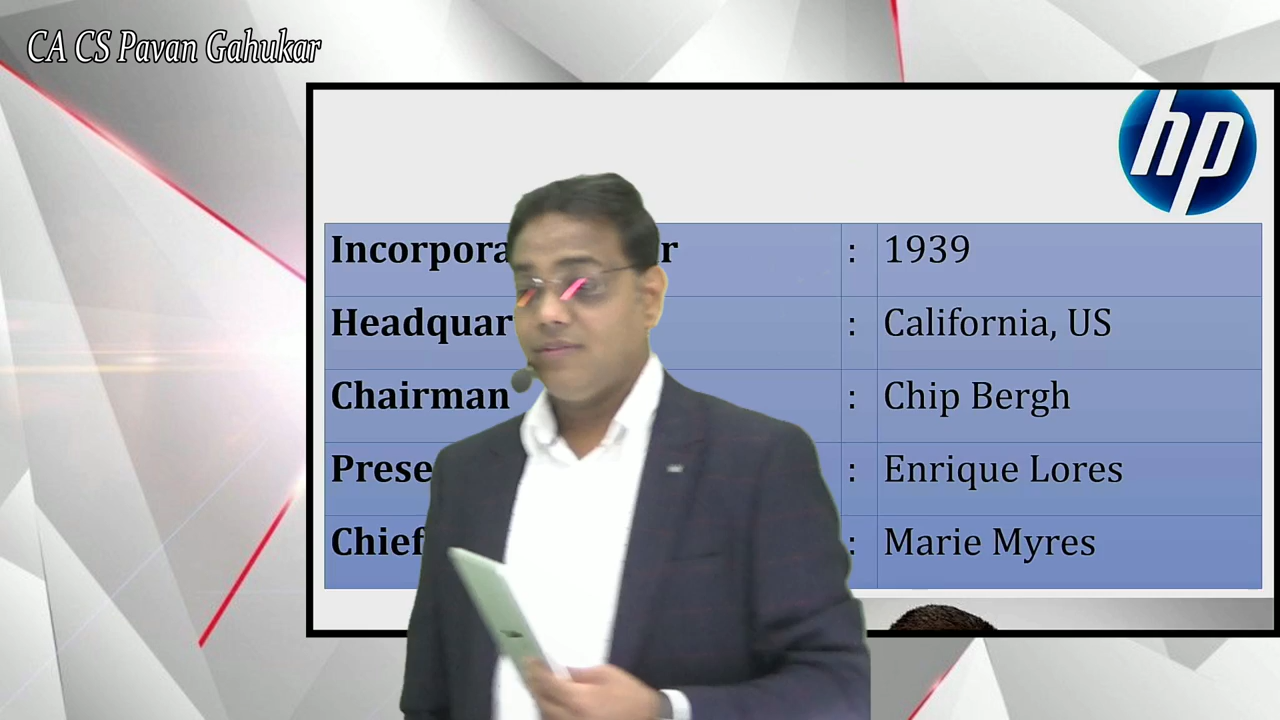 CA CS Pavan Gahukar
hp
Incorpora r : 1939
Headquar : California, US
Chairman : Chip Bergh
Prese : Enrique Lores
Chief : Marie Myres